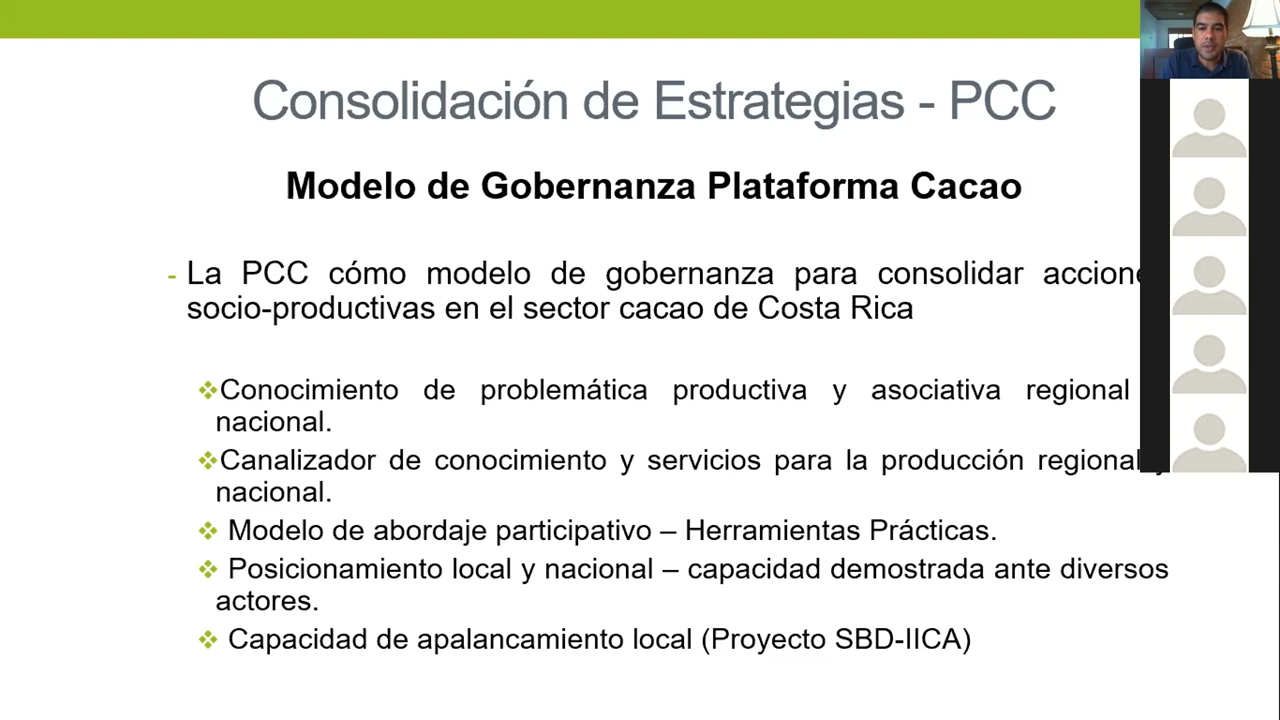 Consolidación de Estrategias - PCC
Modelo de Gobernanza Plataforma Cacao
- La PCC cómo modelo de gobernanza para consolidar accione
socio-productivas en el sector cacao de Costa Rica
❖Conocimiento de problemática productiva y asociativa regional
nacional.
❖Canalizador de conocimiento y servicios para la producción regional y
nacional.
❖ Modelo de abordaje participativo – Herramientas Prácticas.
❖ Posicionamiento local y nacional – capacidad demostrada ante diversos
actores.
❖ Capacidad de apalancamiento local (Proyecto SBD-IICA)